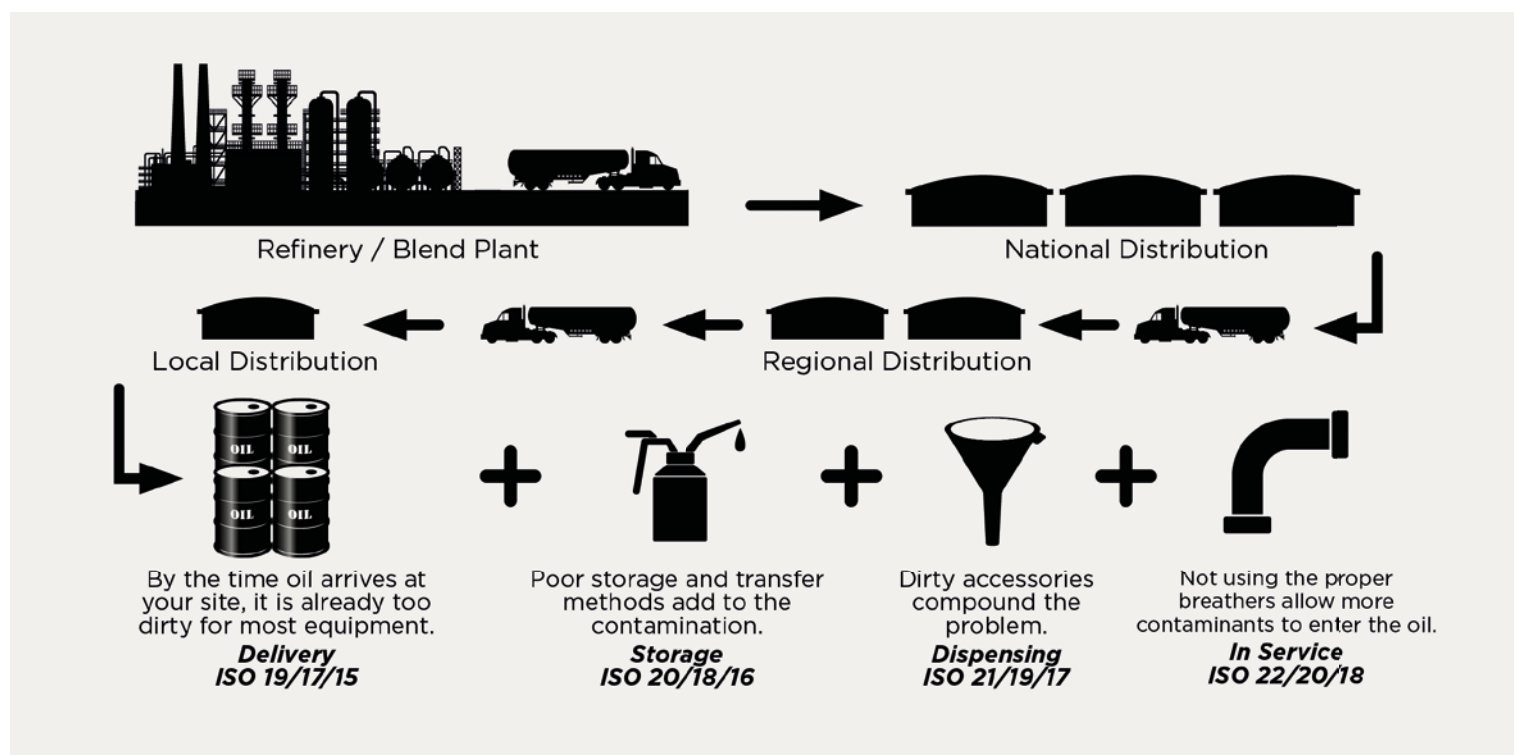 Refinery / Blend Plant
National Distribution
Local Distribution
Regional Distribution
OIL
OIL
OIL
OIL
By the time oil arrives at
your site, it is already too
dirty for most equipment.
Delivery
ISO 19/17/15
Poor storage and transfer
methods add to the
contamination.
Storage
ISO 20/18/16
Dirty accessories
compound the
problem.
Dispensing
ISO 21/19/17
Not using the proper
breathers allow more
contaminants to enter the oil.
In Service
ISO 22/20/18